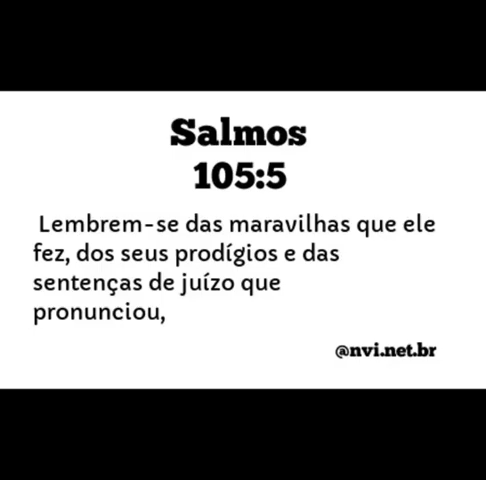 Salmos
105:5
Lembrem-se das maravilhas que ele
fez, dos seus prodígios e das
sentenças de juízo que
pronunciou,
@nvi.net.br